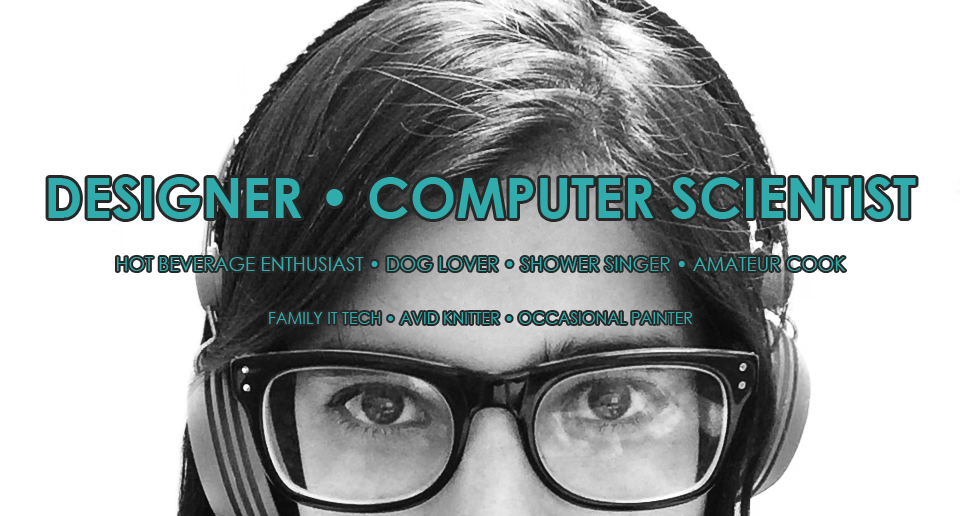 DESIGNER • COMPUTER SCIENTIST
HOT BEVERAGE ENTHUSIAST • DOG LOVER • SHOWER SINGER • AMATEUR COOK
FAMILY IT TECH • AVID KNITTER • OCCASIONAL PAINTER